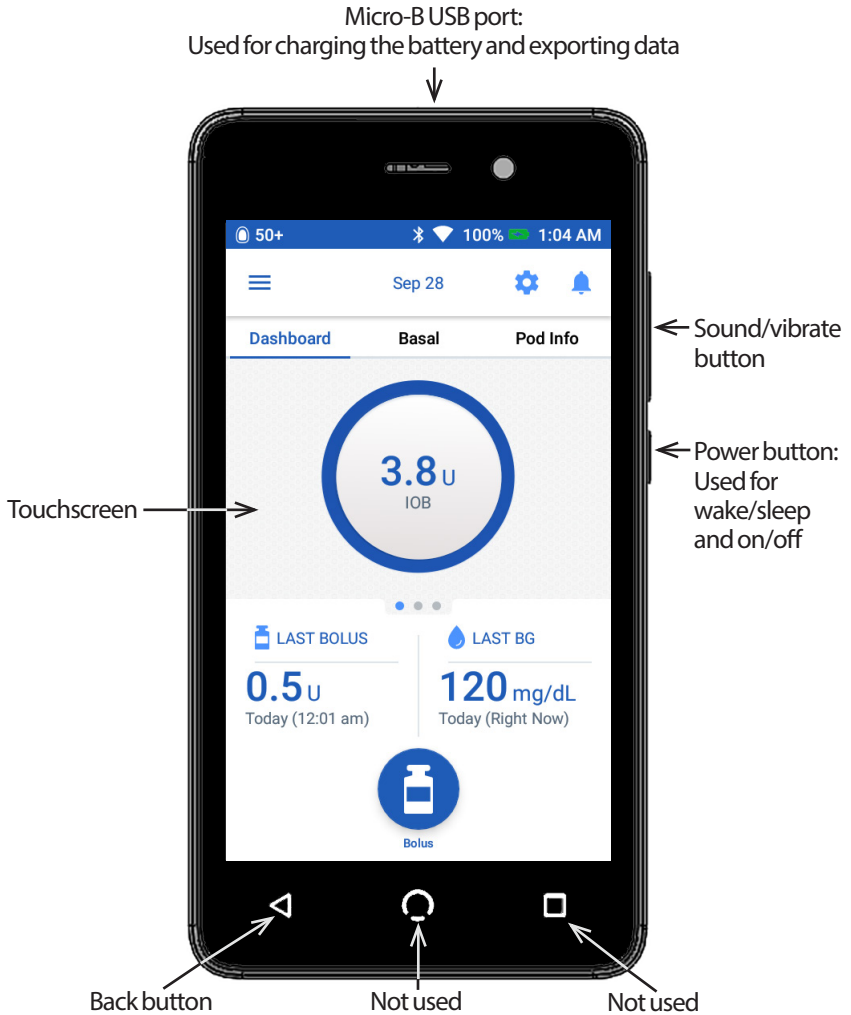 Micro-B USB port:
Used for charging the battery and exporting data
50+ 100% 1:04 AM
Sep 28
Dashboard Basal Pod Info
Sound/vibrate
button
3.8 U
IOB
Power button:
Used for
wake/sleep
and on/off
Touchscreen
LAST BOLUS LAST BG
0.5 U 120 mg/dL
Today (12:01 am) Today (Right Now)
Bolus
Back button Not used Not used